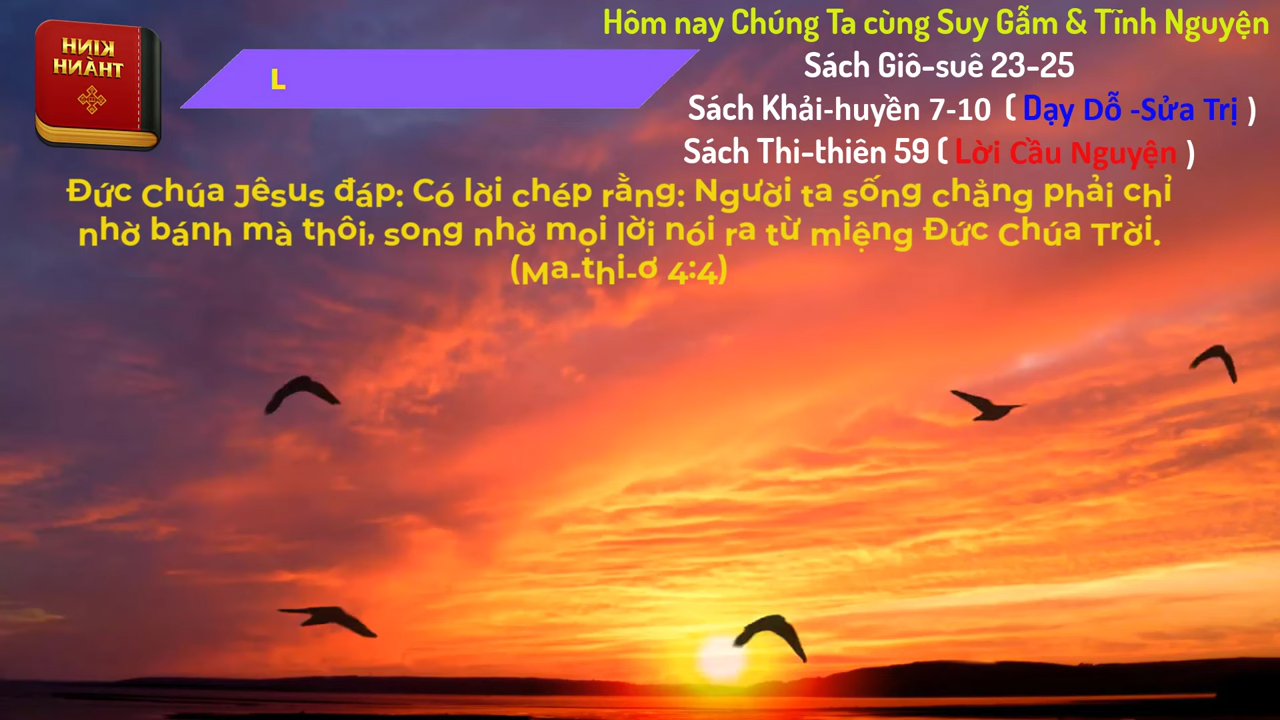 KINH
THÀNH
L
Hôm nay Chúng Ta cùng Suy Gẫm & Tĩnh Nguyện
Sách Giô-suê 23-25
Sách Khải-huyền 7-10 ( Dạy Dỗ -Sửa Trị )
Sách Thi-thiên 59 ( Lời Cầu Nguyện )
Đức Chúa Jêsus đáp: Có lời chép rằng: Người ta sống chẳng phải chỉ
nhờ bánh mà thôi, song nhờ mọi lời nói ra từ miệng Đức Chúa Trời.
(Ma-thi-ơ 4:4)